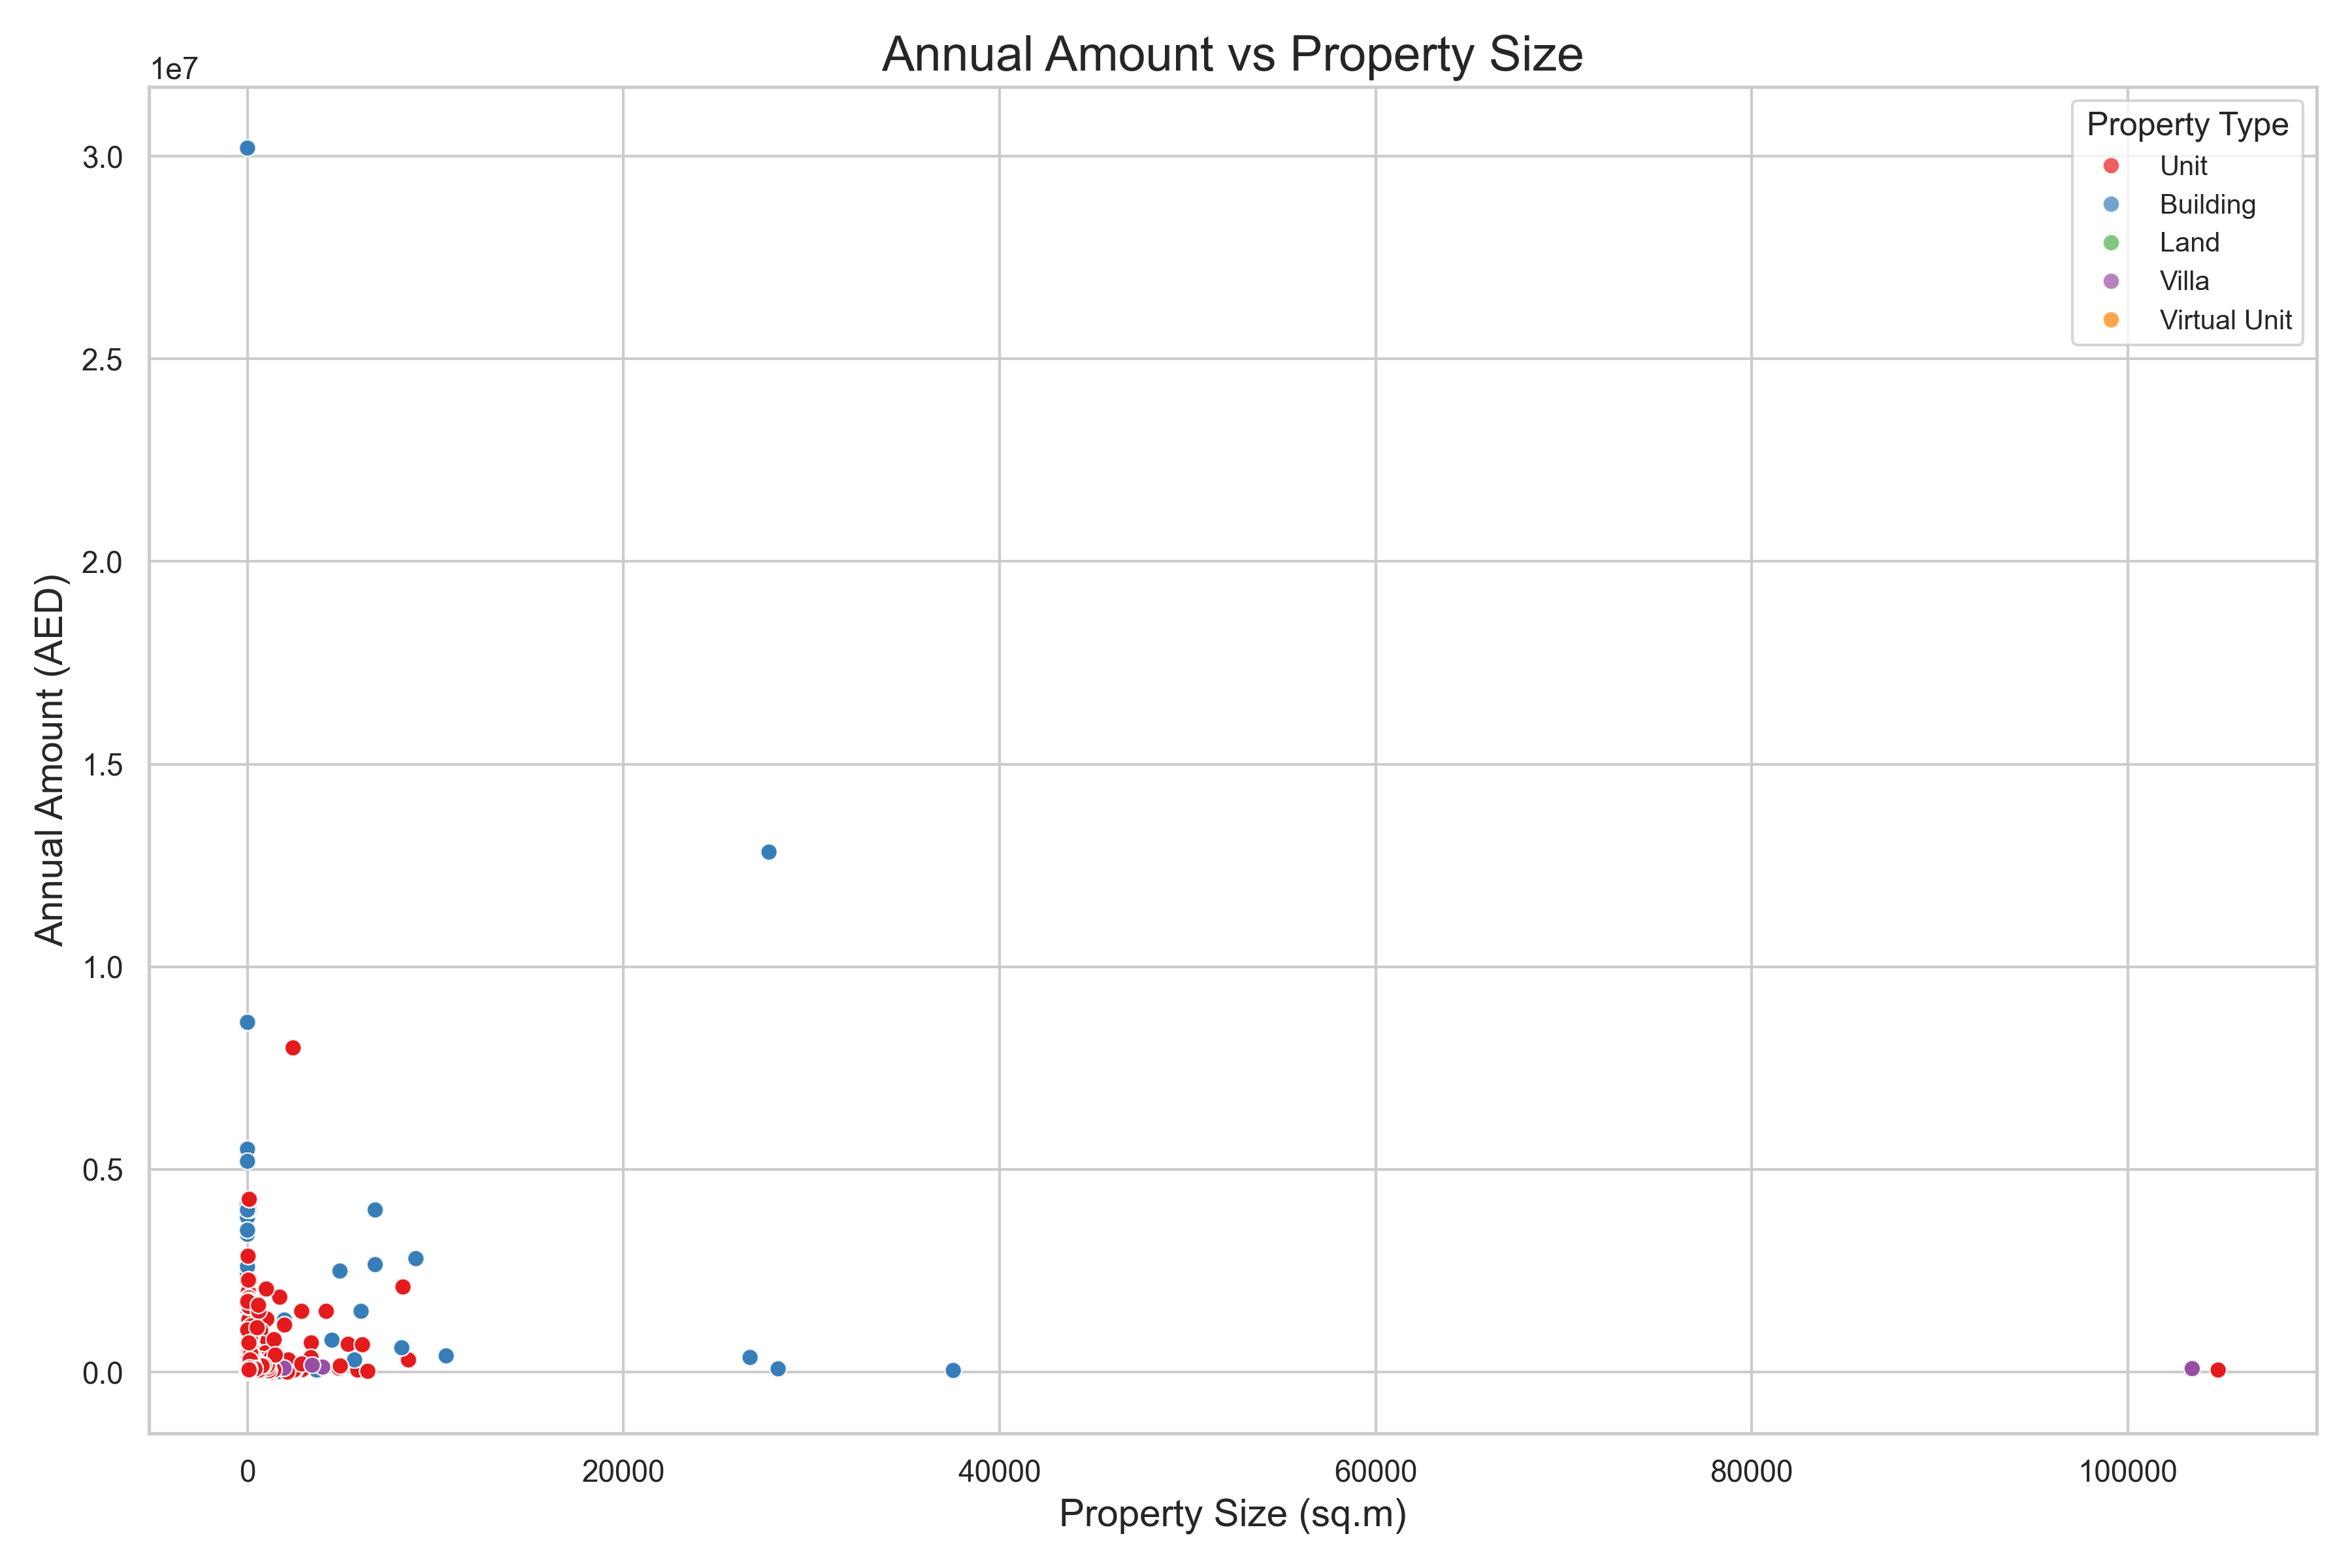 Annual Amount vs Property Size
1e7
3.0
2.5
2.0
1.5
1.0
0.5
0.0
Annual Amount (AED)
0
20000
40000
60000
80000
100000
Property Size (sq.m)
Property Type
Unit
Building
Land
Villa
Virtual Unit